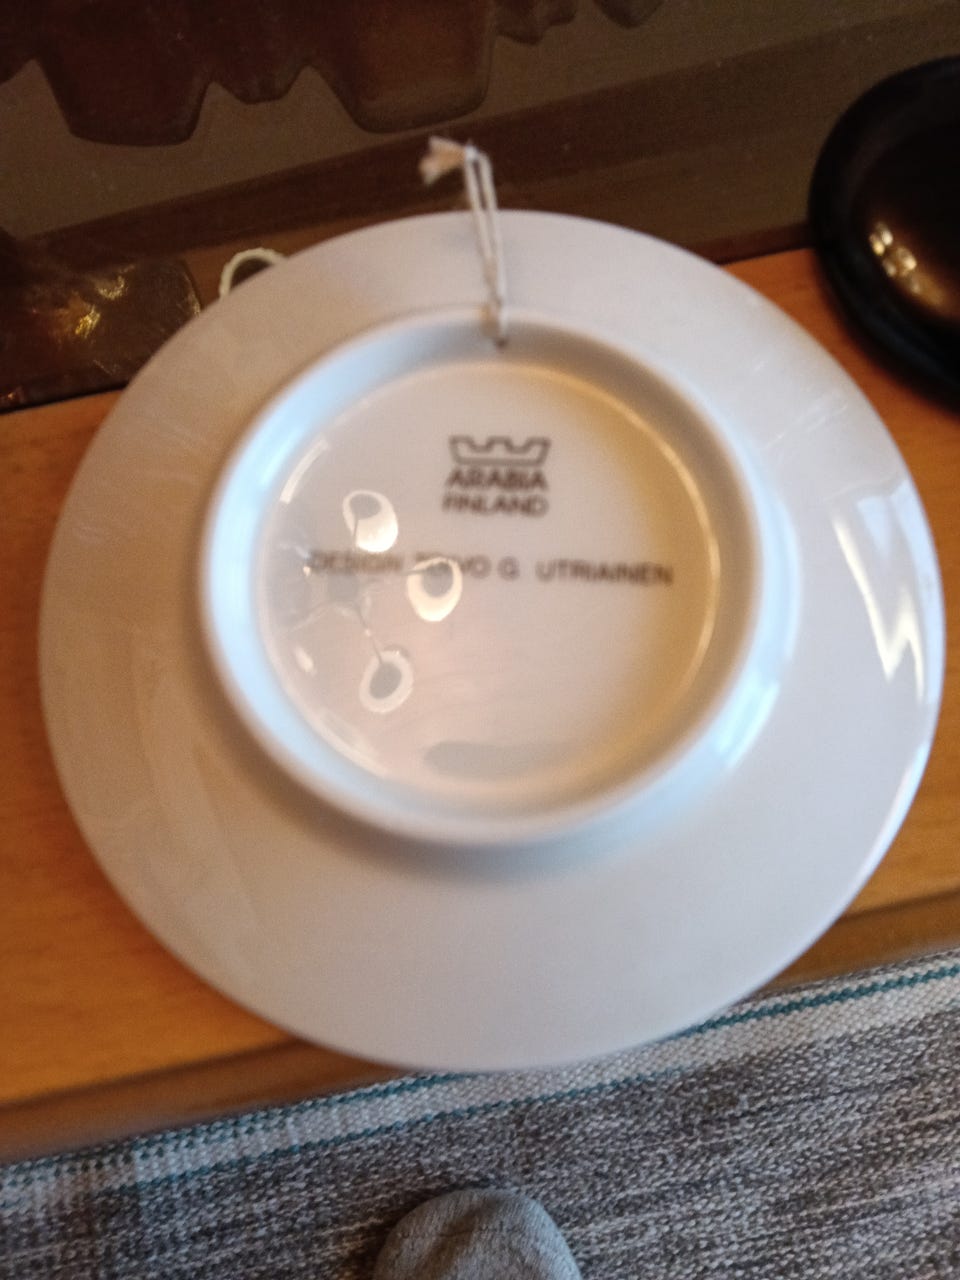 ARABIA
FINLAND
DESIGN G. UTRIAINEN